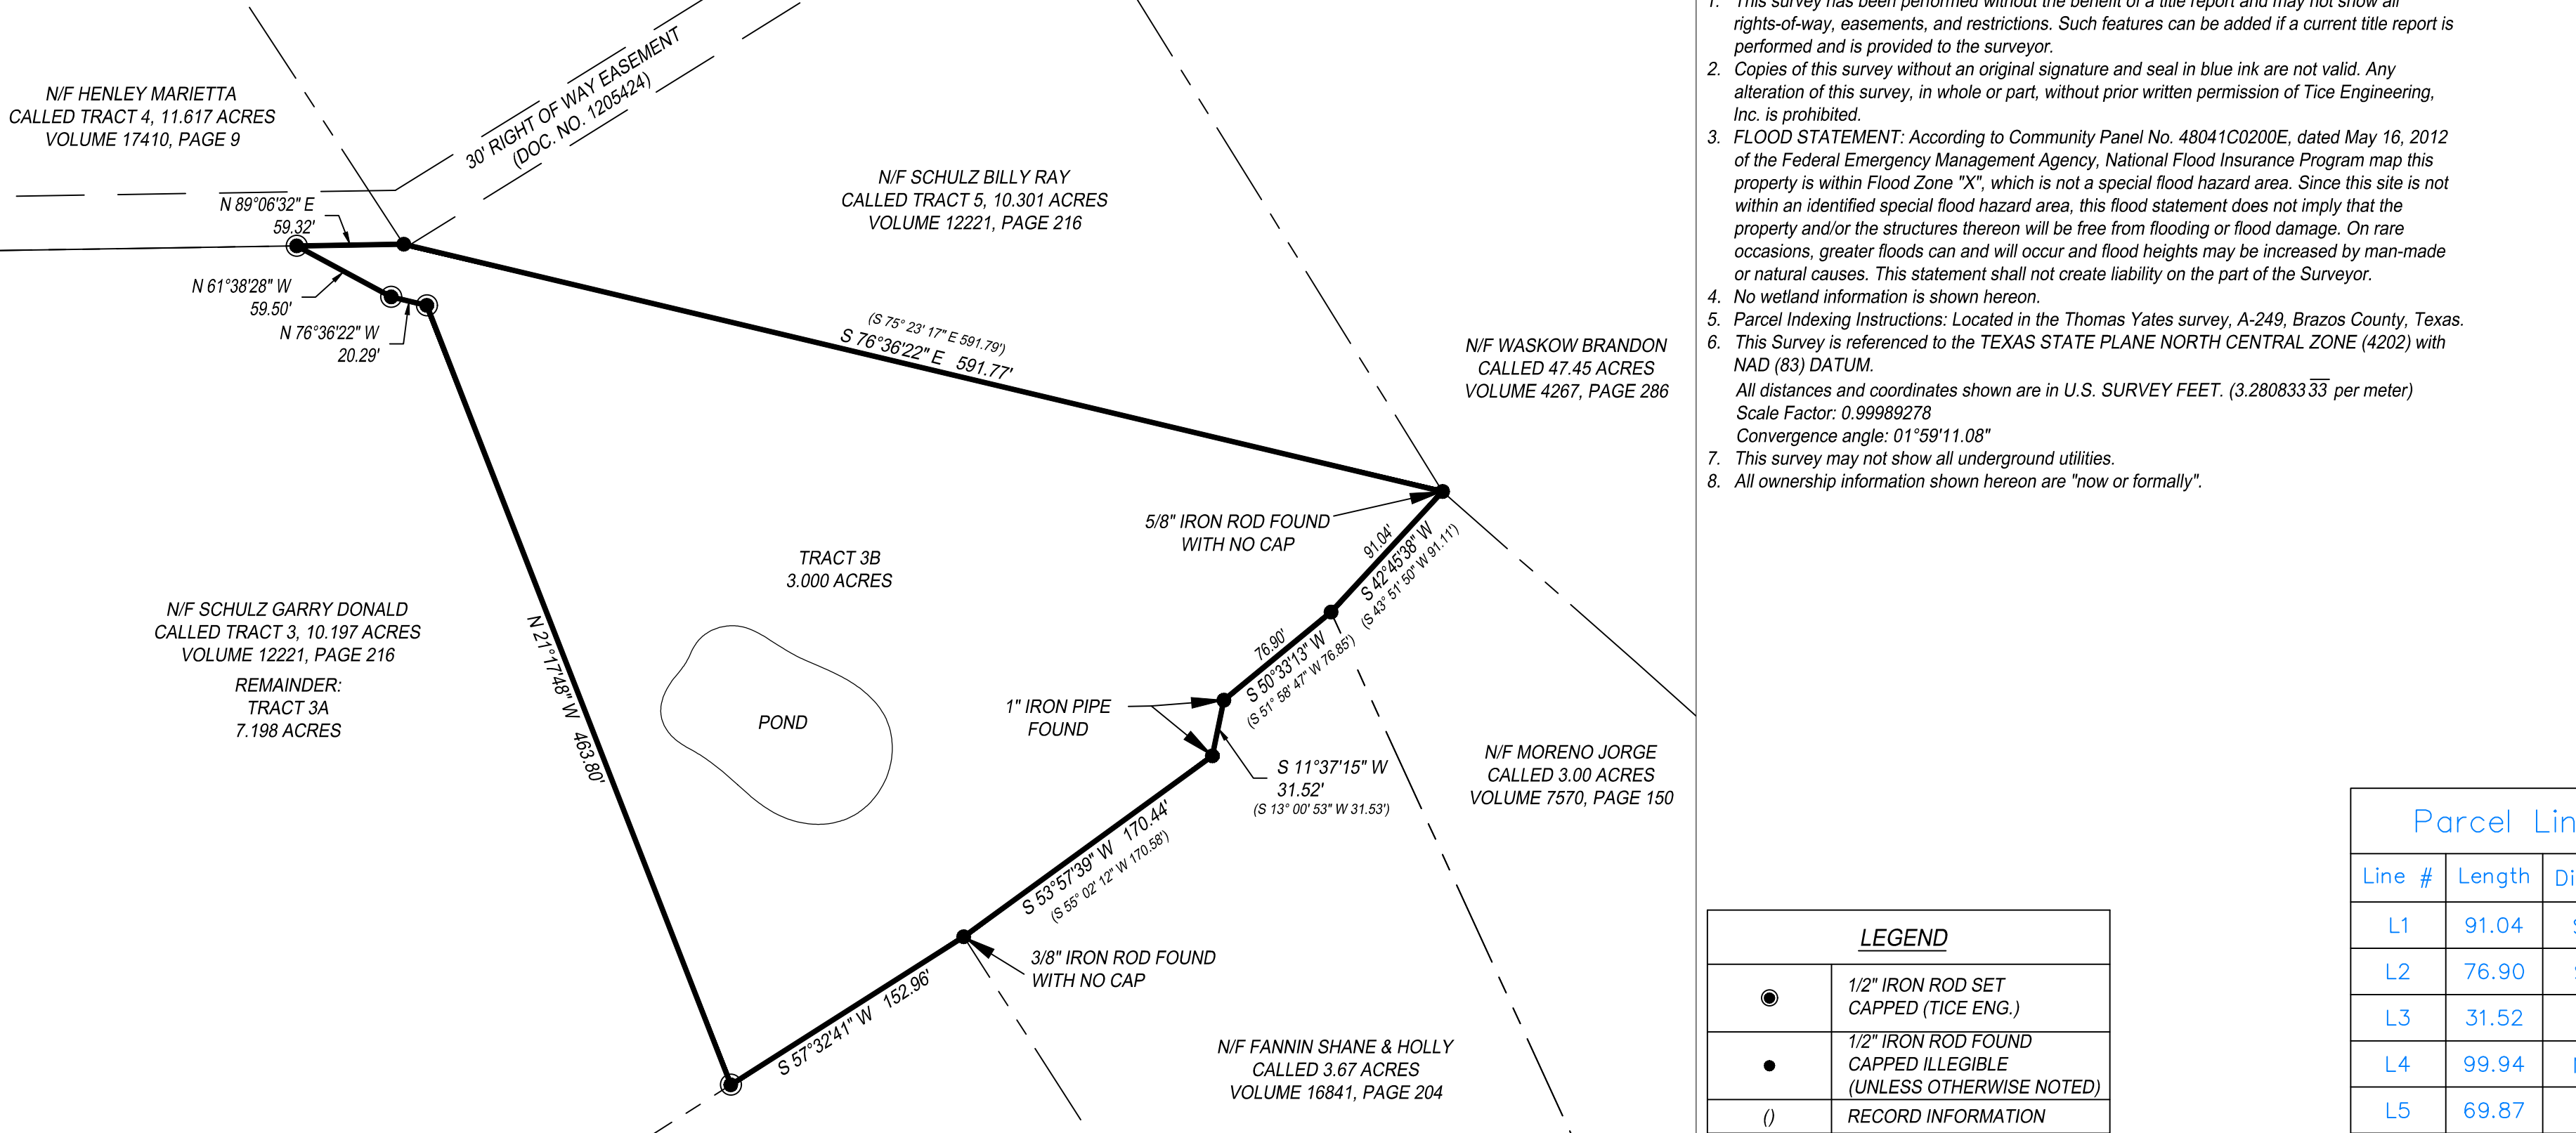 N/F HENLEY MARIETTA
CALLED TRACT 4, 11.617 ACRES
VOLUME 17410, PAGE 9
30' RIGHT OF WAY EASEMENT
(DOC. NO. 1205424)
N/F SCHULZ BILLY RAY
CALLED TRACT 5, 10.301 ACRES
VOLUME 12221, PAGE 216
N 89°06'32" E
59.32'
N 61°38'28" W
59.50'
N 76°36'22" W
20.29'
(S 75° 23' 17" E 591.79')
S 76°36'22" E 591.77'
N/F WASKOW BRANDON
CALLED 47.45 ACRES
VOLUME 4267, PAGE 286
5/8" IRON ROD FOUND
WITH NO CAP
91.04'
S 42°45'38" W
(S 43° 51' 50" W 91.11')
TRACT 3B
3.000 ACRES
N/F SCHULZ GARRY DONALD
CALLED TRACT 3, 10.197 ACRES
VOLUME 12221, PAGE 216
REMAINDER:
TRACT 3A
7.198 ACRES
N 21°17'48" W 463.80'
POND
76.90'
S 50°33'13" W
(S 51° 58' 47" W 76.85')
1" IRON PIPE
FOUND
S 11°37'15" W
31.52'
(S 13° 00' 53" W 31.53')
N/F MORENO JORGE
CALLED 3.00 ACRES
VOLUME 7570, PAGE 150
S 53°57'39" W 170.44'
(S 55° 02' 12" W 170.58')
3/8" IRON ROD FOUND
WITH NO CAP
S 57°32'41" W 152.96'
N/F FANNIN SHANE & HOLLY
CALLED 3.67 ACRES
VOLUME 16841, PAGE 204
1. This survey has been performed without the benefit of a title report and may not show all
rights-of-way, easements, and restrictions. Such features can be added if a current title report is
performed and is provided to the surveyor.
2. Copies of this survey without an original signature and seal in blue ink are not valid. Any
alteration of this survey, in whole or part, without prior written permission of Tice Engineering,
Inc. is prohibited.
3. FLOOD STATEMENT: According to Community Panel No. 48041C0200E, dated May 16, 2012
of the Federal Emergency Management Agency, National Flood Insurance Program map this
property is within Flood Zone "X", which is not a special flood hazard area. Since this site is not
within an identified special flood hazard area, this flood statement does not imply that the
property and/or the structures thereon will be free from flooding or flood damage. On rare
occasions, greater floods can and will occur and flood heights may be increased by man-made
or natural causes. This statement shall not create liability on the part of the Surveyor.
4. No wetland information is shown hereon.
5. Parcel Indexing Instructions: Located in the Thomas Yates survey, A-249, Brazos County, Texas.
6. This Survey is referenced to the TEXAS STATE PLANE NORTH CENTRAL ZONE (4202) with
NAD (83) DATUM.
All distances and coordinates shown are in U.S. SURVEY FEET. (3.28083333 per meter)
Scale Factor: 0.99989278
Convergence angle: 01°59'11.08"
7. This survey may not show all underground utilities.
8. All ownership information shown hereon are "now or formally".
LEGEND
1/2" IRON ROD SET
CAPPED (TICE ENG.)
1/2" IRON ROD FOUND
CAPPED ILLEGIBLE
(UNLESS OTHERWISE NOTED)
() RECORD INFORMATION
Parcel
Line # Length
L1 91.04
L2 76.90
L3 31.52
L4 99.94
L5 69.87